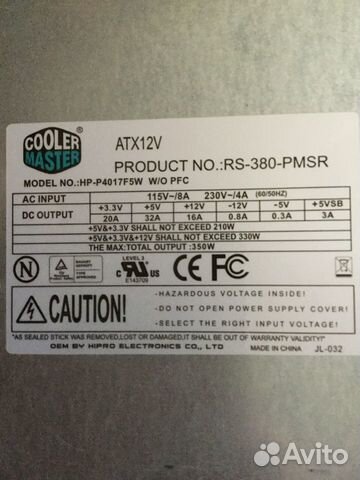 COOLER
MASTER
ATX12V
PRODUCT NO.:RS-380-PMSR
MODEL NO.:HP-P4017F5W W/O PFC
AC INPUT 115V~/8A 230V~/4A (60/50HZ)
DC OUTPUT +3.3V +5V +12V -12V -5V +5VSB
20A 32A 16A 0.8A 0.3A 3A
+5V&+3.3V SHALL NOT EXCEED 210W
+5V&+3.3V&+12V SHALL NOT EXCEED 330W
THE MAX:TOTAL OUTPUT :350W
N
LEVEL 3
c UL us
E143709
FC
CE
CAUTION!
-HAZARDOUS VOLTAGE INSIDE!
-DO NOT OPEN POWER SUPPLY COVER!
-SELECT THE RIGHT INPUT VOLTAGE!
"AS SEALED STICK WAS REMOVED,DAMAGED,IT SHALL BE OUT OF WARRANTY VALIDITY!"
OEM BY HIPRO ELECTRONICS CO,. LTD MADE IN CHINA JL-032
Avito